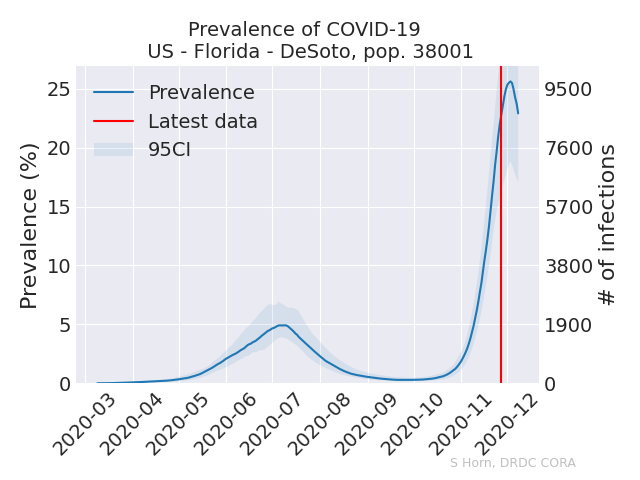 Prevalence of COVID-19
US - Florida - DeSoto, pop. 38001
Prevalence
Latest data
95CI
Prevalence (%)
25
20
15
10
5
0
9500
7600
5700
3800
1900
0
# of infections
2020-03
2020-04
2020-05
2020-06
2020-07
2020-08
2020-09
2020-10
2020-11
2020-12
S Horn, DRDC CORA